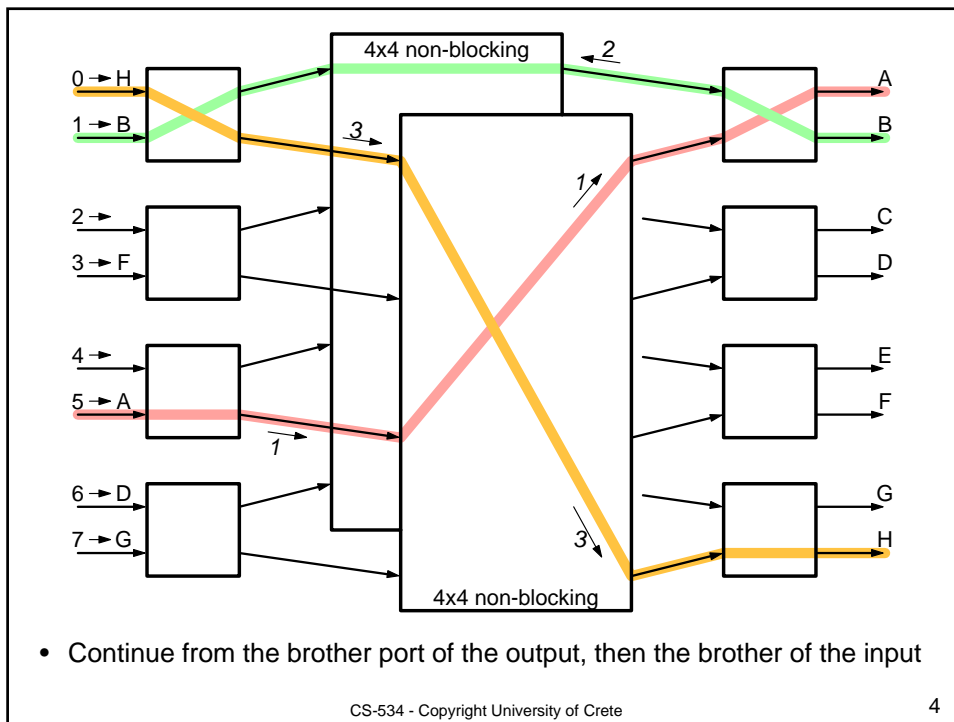 4x4 non-blocking
2
0 → H
A
1 → B
B
3
1
2 →
C
3 → F
D
4 →
E
5 → A
F
1
6 → D
G
7 → G
H
3
4x4 non-blocking
• Continue from the brother port of the output, then the brother of the input
CS-534 - Copyright University of Crete
4